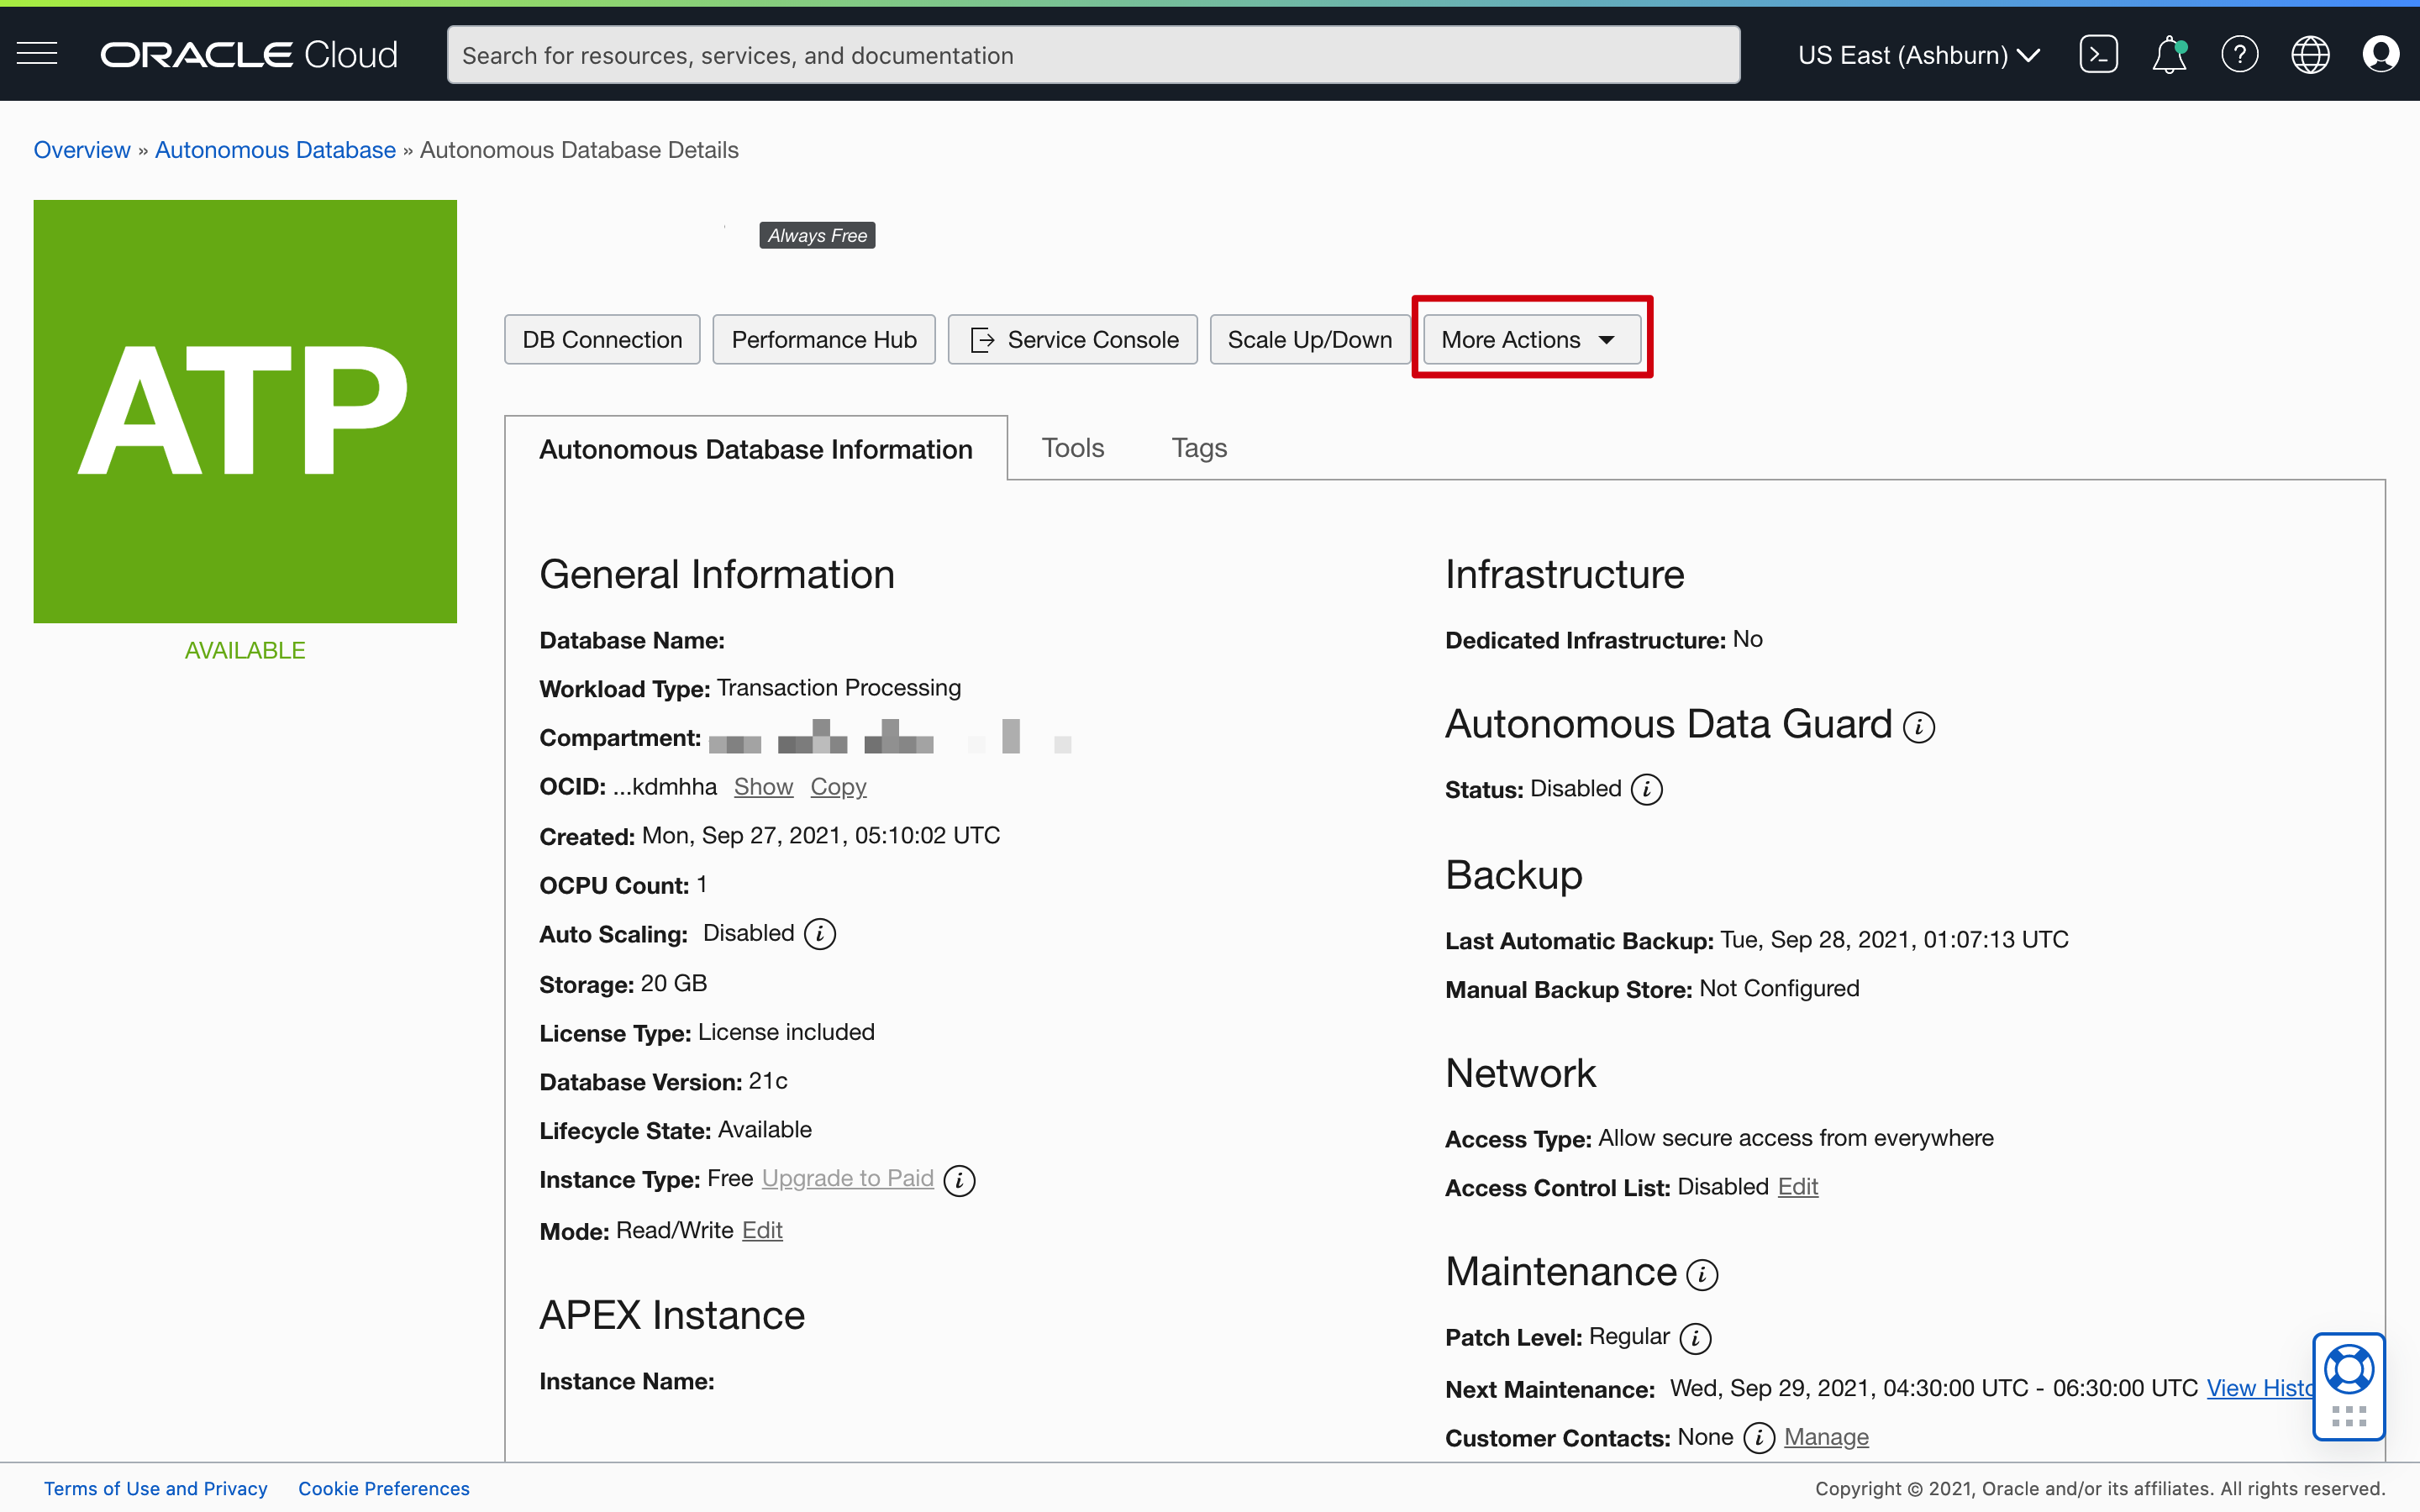 ORACLE Cloud
Search for resources, services, and documentation
US East (Ashburn)
Overview » Autonomous Database » Autonomous Database Details
ATP
AVAILABLE
Always Free
DB Connection
Performance Hub
Service Console
Scale Up/Down
More Actions
Autonomous Database Information
Tools
Tags
General Information
Database Name:
Workload Type: Transaction Processing
Compartment:
OCID: ...kdmhha Show Copy
Created: Mon, Sep 27, 2021, 05:10:02 UTC
OCPU Count: 1
Auto Scaling: Disabled
Storage: 20 GB
License Type: License included
Database Version: 21c
Lifecycle State: Available
Instance Type: Free Upgrade to Paid
Mode: Read/Write Edit
APEX Instance
Instance Name:
Infrastructure
Dedicated Infrastructure: No
Autonomous Data Guard
Status: Disabled
Backup
Last Automatic Backup: Tue, Sep 28, 2021, 01:07:13 UTC
Manual Backup Store: Not Configured
Network
Access Type: Allow secure access from everywhere
Access Control List: Disabled Edit
Maintenance
Patch Level: Regular
Next Maintenance: Wed, Sep 29, 2021, 04:30:00 UTC - 06:30:00 UTC View Histo
Customer Contacts: None Manage
Terms of Use and Privacy
Cookie Preferences
Copyright © 2021, Oracle and/or its affiliates. All rights reserved.